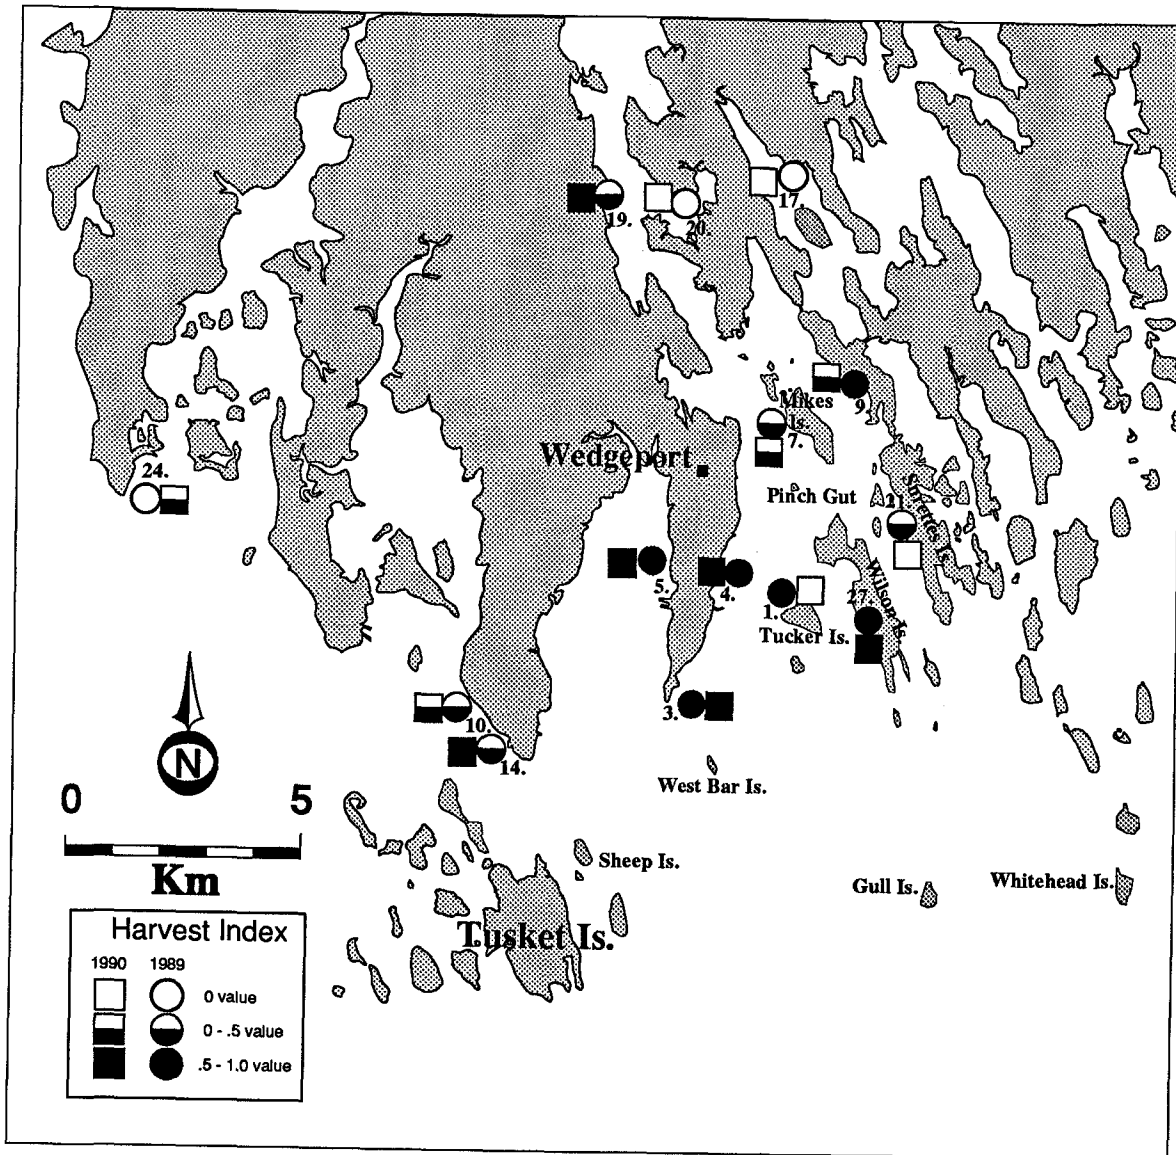 17.
19.
20.
Mikes
Is.
9.
7.
Wedgeport
24.
Pinch Gut
21.
Surettes Is.
5.
4.
1.
27.
Wilson Is.
Tucker Is.
3.
10.
14.
N
West Bar Is.
0 5
Km
Sheep Is.
Gull Is.
Whitehead Is.
Tusket Is.
Harvest Index
1990 1989
0 value
0 - .5 value
.5 - 1.0 value